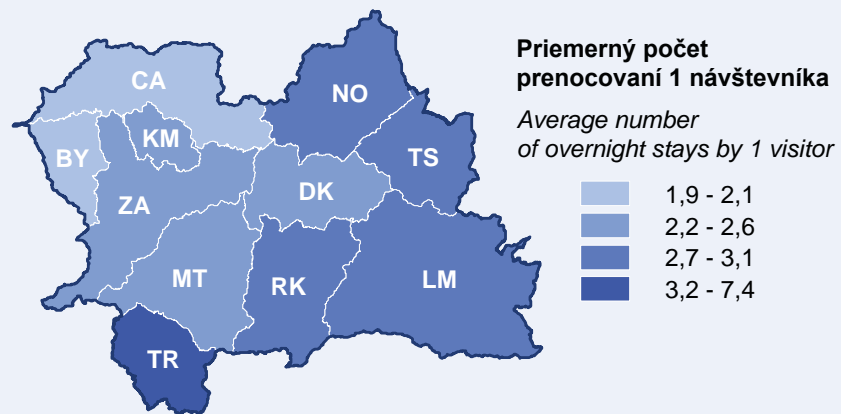 Priemerný počet
prenocovaní 1 návštevníka
Average number
of overnight stays by 1 visitor
1,9 - 2,1
2,2 - 2,6
2,7 - 3,1
3,2 - 7,4
CA
NO
KM
BY
TS
DK
ZA
MT
RK
LM
TR